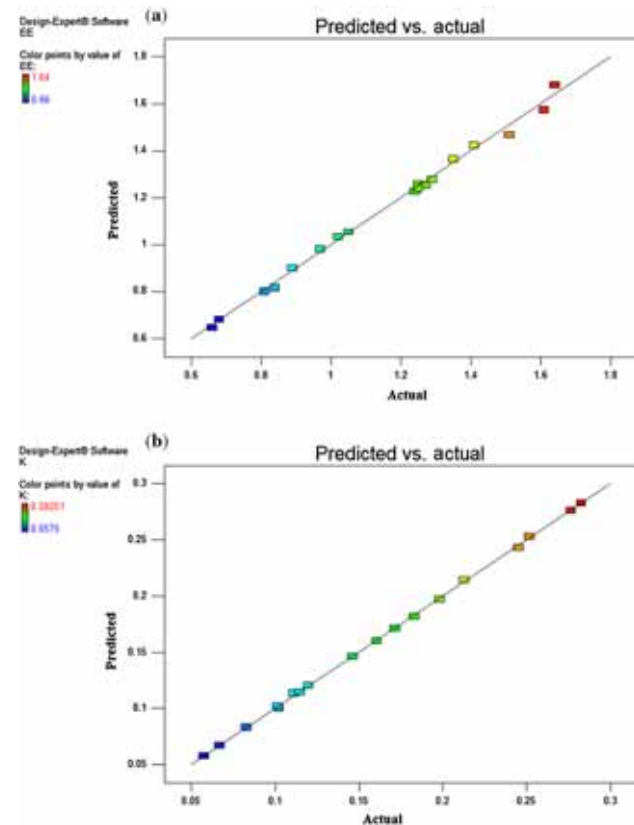 Design-Expert® Software
EE
(a)
Predicted vs. actual
Color points by value of
EE:
1.64
0.66
1.8
1.6
1.4
1.2
1
0.8
0.6
Predicted
0.6 0.8 1 1.2 1.4 1.6 1.8
Actual
Design-Expert® Software
K
(b)
Predicted vs. actual
Color points by value of
K:
0.28251
0.0575
0.3
0.25
0.2
0.15
0.1
0.05
Predicted
0.05 0.1 0.15 0.2 0.25 0.3
Actual